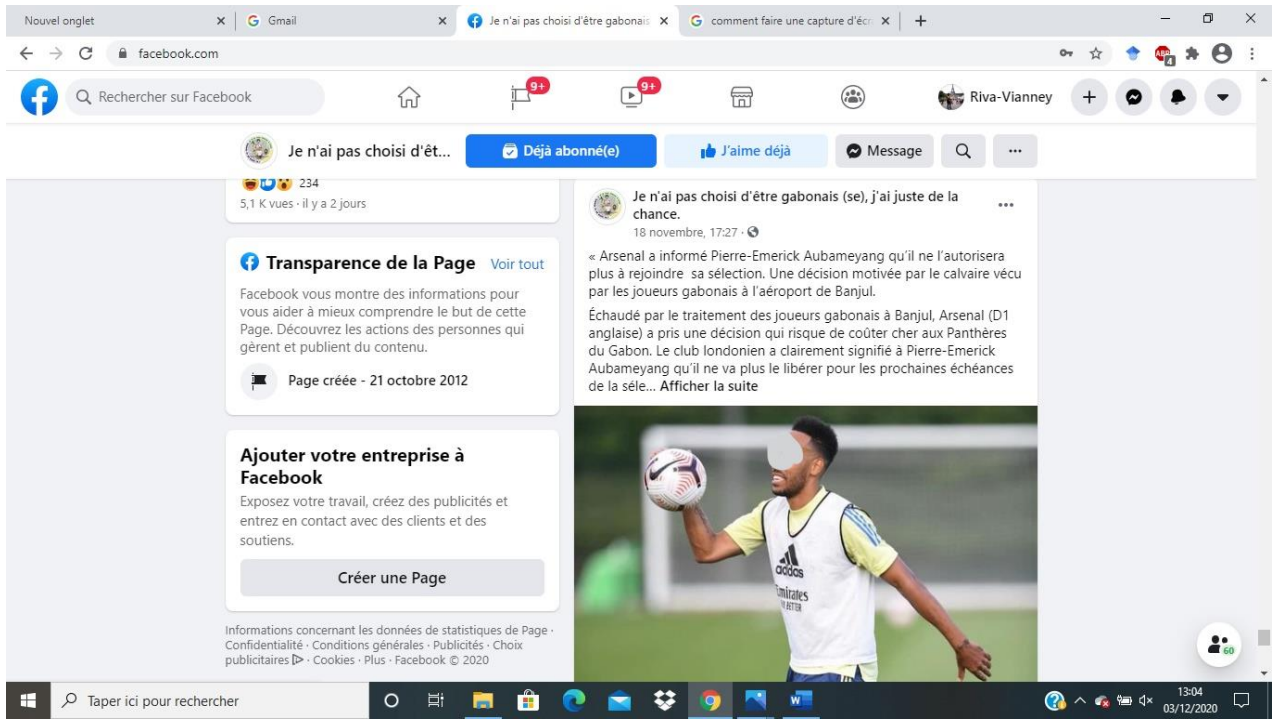 Nouvel onglet
Gmail
Je n'ai pas choisi d'être gabonais
comment faire une capture d'écr
facebook.com
ABP
4
Rechercher sur Facebook
9+
9+
Riva-Vianney
Je n'ai pas choisi d'êt...
Déjà abonné(e)
J'aime déjà
Message
234
5,1 K vues · il y a 2 jours
Transparence de la Page
Voir tout
Facebook vous montre des informations pour
vous aider à mieux comprendre le but de cette
Page. Découvrez les actions des personnes qui
gèrent et publient du contenu.
Page créée - 21 octobre 2012
Ajouter votre entreprise à
Facebook
Exposez votre travail, créez des publicités et
entrez en contact avec des clients et des
soutiens.
Créer une Page
Informations concernant les données de statistiques de Page ·
Confidentialité · Conditions générales · Publicités · Choix
publicitaires · Cookies · Plus · Facebook © 2020
Je n'ai pas choisi d'être gabonais (se), j'ai juste de la
chance.
18 novembre, 17:27 ·
« Arsenal a informé Pierre-Emerick Aubameyang qu'il ne l'autorisera
plus à rejoindre sa sélection. Une décision motivée par le calvaire vécu
par les joueurs gabonais à l'aéroport de Banjul.
Échaudé par le traitement des joueurs gabonais à Banjul, Arsenal (D1
anglaise) a pris une décision qui risque de coûter cher aux Panthères
du Gabon. Le club londonien a clairement signifié à Pierre-Emerick
Aubameyang qu'il ne va plus le libérer pour les prochaines échéances
de la séle... Afficher la suite
adidas
Emirates
FLY BETTER
60
Taper ici pour rechercher
13:04
03/12/2020